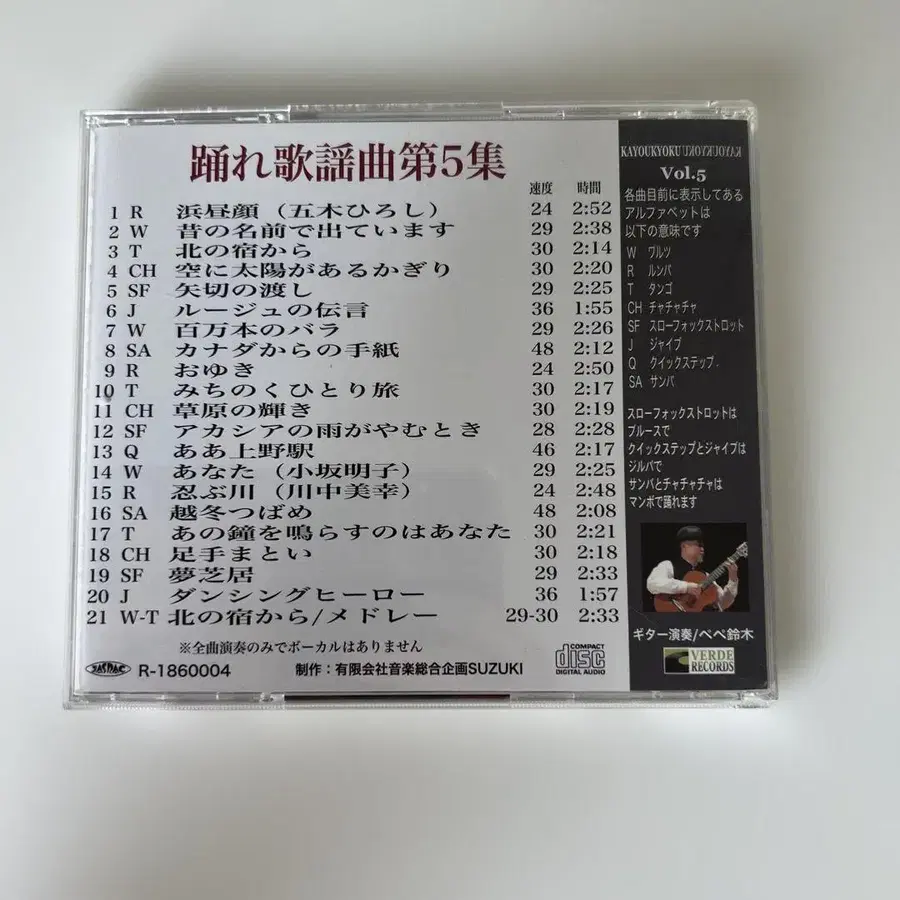 踊れ歌謡曲第5集
速度 時間
1 R 浜昼顔（五木ひろし） 24 2:52
2 W 昔の名前で出ています 29 2:38
3 T 北の宿から 30 2:14
4 CH 空に太陽があるかぎり 30 2:20
5 SF 矢切の渡し 29 2:25
6 J ルージュの伝言 36 1:55
7 W 百万本のバラ 29 2:26
8 SA カナダからの手紙 48 2:12
9 R おゆき 24 2:50
10 T みちのくひとり旅 30 2:17
11 CH 草原の輝き 30 2:19
12 SF アカシアの雨がやむとき 28 2:28
13 Q ああ上野駅 46 2:17
14 W あなた（小坂明子） 29 2:25
15 R 忍ぶ川（川中美幸） 24 2:48
16 SA 越冬つばめ 48 2:08
17 T あの鐘を鳴らすのはあなた 30 2:21
18 CH 足手まとい 30 2:18
19 SF 夢芝居 29 2:33
20 J ダンシングヒーロー 36 1:57
21 W-T 北の宿から/メドレー 29-30 2:33
※全曲演奏のみでボーカルはありません
R-1860004 制作：有限会社音楽総合企画SUZUKI
COMPACT
disc
DIGITAL AUDIO
KAYOUKYOKU
Vol.5
各曲目前に表示してある
アルファベットは
以下の意味です
W ワルツ
R ルンバ
T タンゴ
CH チャチャチャ
SF スローフォックストロット
J ジャイブ
Q クイックステップ
SA サンバ
スローフォックストロットは
ブルースで
クイックステップとジャイブは
ジルバで
サンバとチャチャチャは
マンボで踊れます
ギター演奏/ペペ鈴木
VERDE
RECORDS